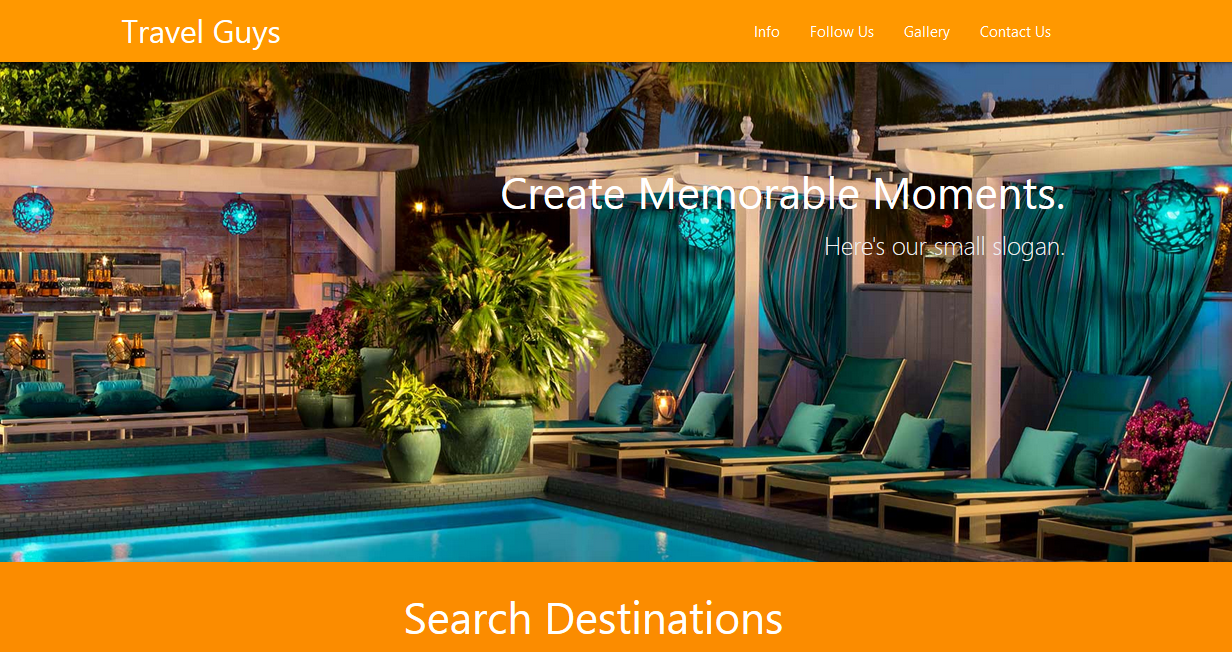 Travel Guys
Info Follow Us Gallery Contact Us
Create Memorable Moments.
Here's our small slogan.
Search Destinations